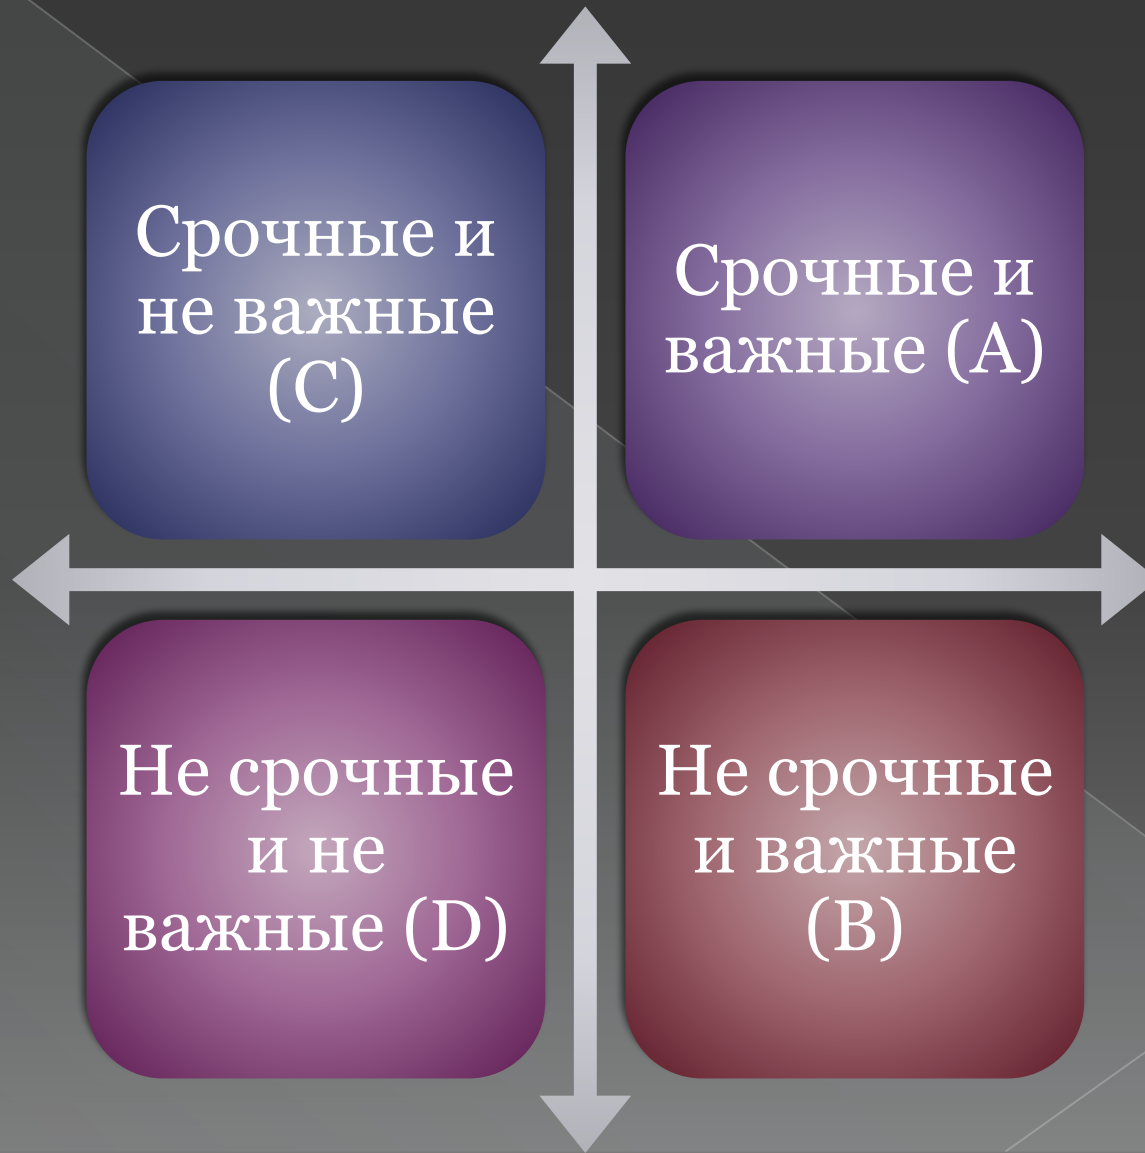 Срочные и
не важные
(C)
Срочные и
важные (A)
Не срочные
и не
важные (D)
Не срочные
и важные
(B)